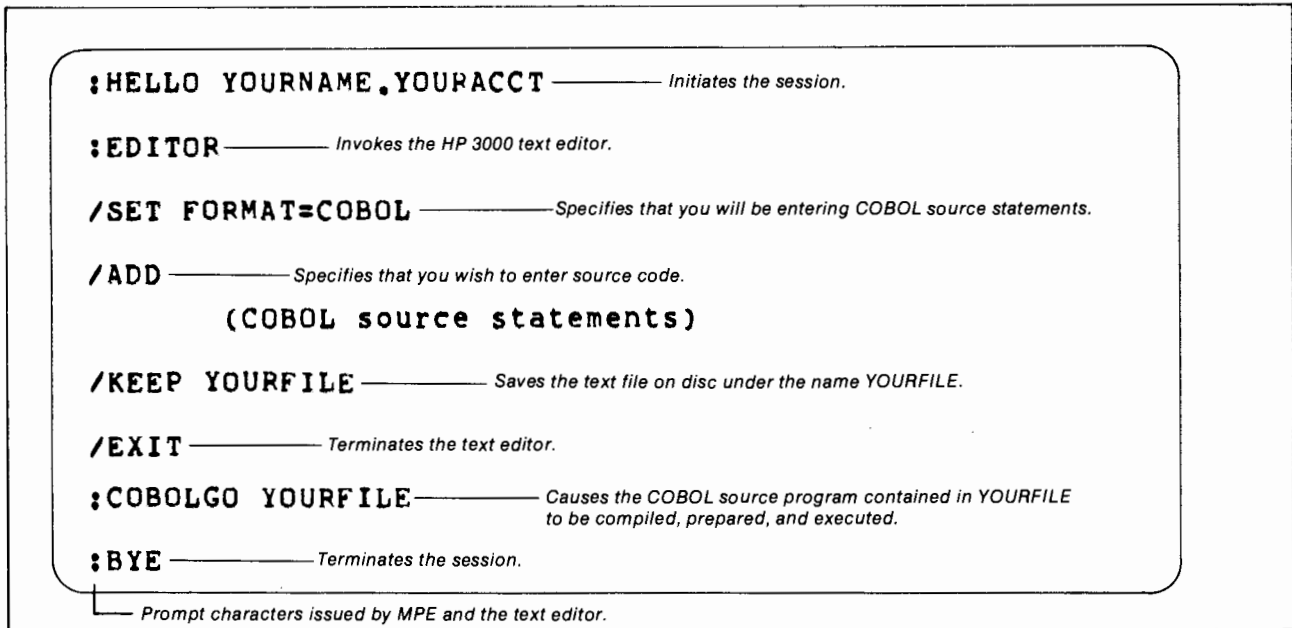 :HELLO YOURNAME.YOURACCT Initiates the session.
:EDITOR Invokes the HP 3000 text editor.
/SET FORMAT=COBOL Specifies that you will be entering COBOL source statements.
/ADD Specifies that you wish to enter source code.
(COBOL source statements)
/KEEP YOURFILE Saves the text file on disc under the name YOURFILE.
/EXIT Terminates the text editor.
:COBOLGO YOURFILE Causes the COBOL source program contained in YOURFILE
to be compiled, prepared, and executed.
:BYE Terminates the session.
Prompt characters issued by MPE and the text editor.